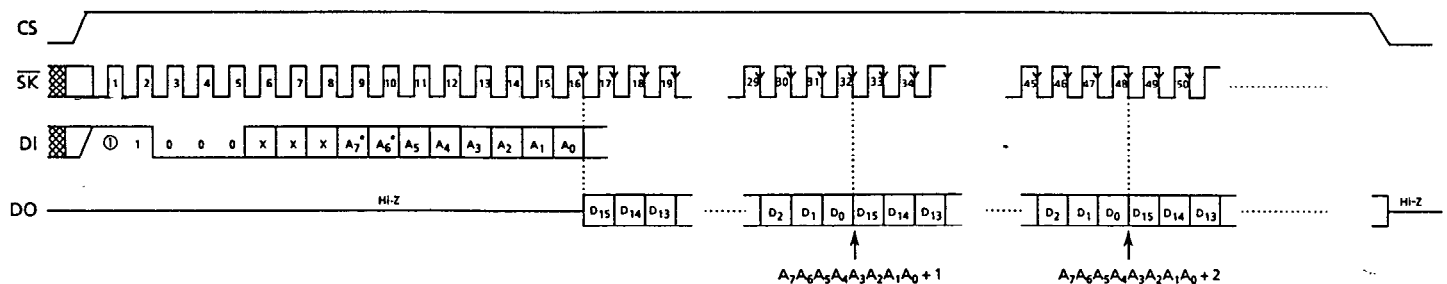 CS
SK 1 2 3 4 5 6 7 8 9 10 11 12 13 14 15 16 17 18 19 29 30 31 32 33 34 45 46 47 48 49 50
DI ① 1 0 0 0 X X X A7* A6* A5 A4 A3 A2 A1 A0
DO Hi-Z D15 D14 D13 D2 D1 D0 D15 D14 D13 D2 D1 D0 D15 D14 D13 Hi-Z
A7A6A5A4A3A2A1A0 + 1 A7A6A5A4A3A2A1A0 + 2